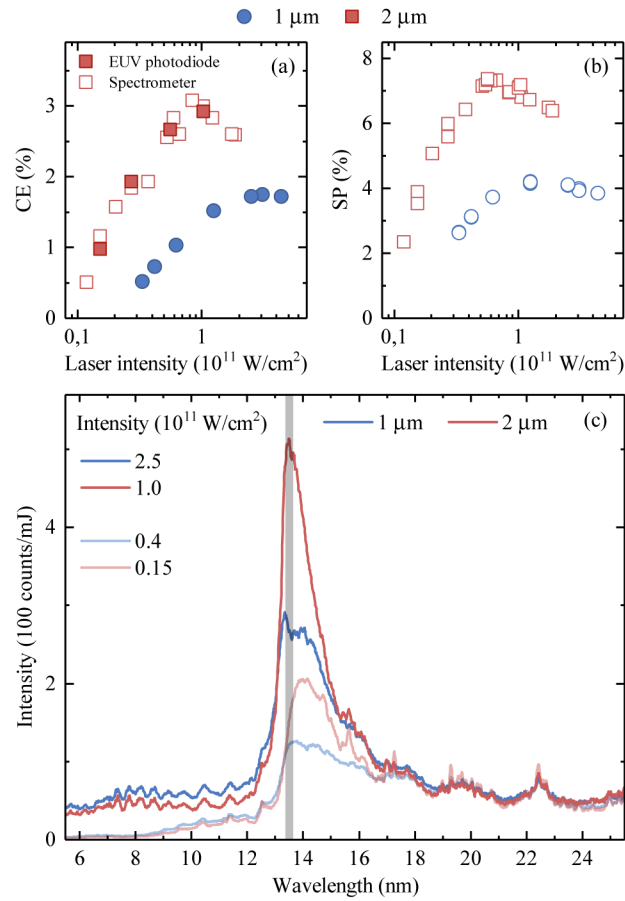 1 μm 2 μm
(a)
EUV photodiode
Spectrometer
CE (%)
3
2
1
0
0,1 1
Laser intensity (10¹¹ W/cm²)
(b)
SP (%)
8
6
4
2
0
0,1 1
Laser intensity (10¹¹ W/cm²)
Intensity (10¹¹ W/cm²)
1 μm 2 μm (c)
2.5
1.0
0.4
0.15
Intensity (100 counts/mJ)
4
2
0
6 8 10 12 14 16 18 20 22 24
Wavelength (nm)